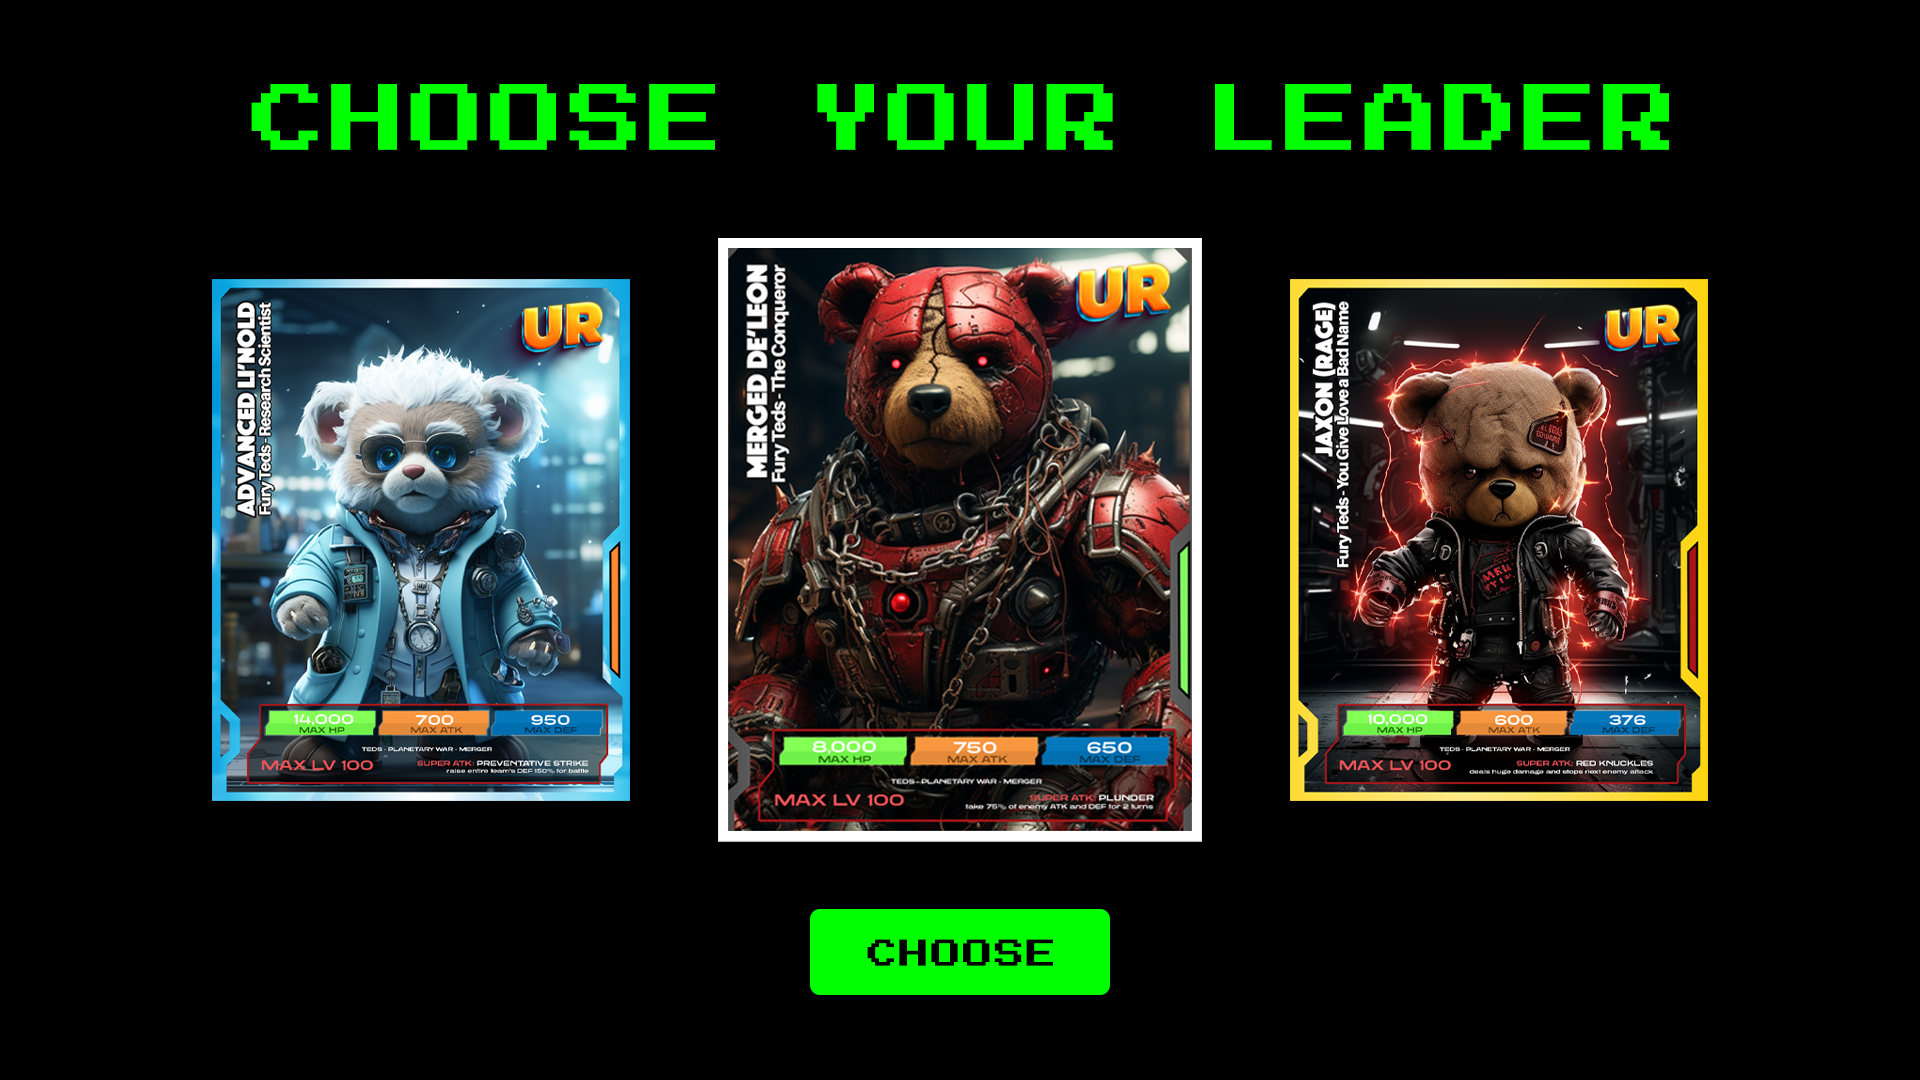 CHOOSE YOUR LEADER
ADVANCED LI'NOLD
Fury Teds - Research Scientist
UR
14,000
MAX HP
700
MAX ATK
950
MAX DEF
TEDS - PLANETARY WAR - MERGER
MAX LV 100
SUPER ATK: PREVENTATIVE STRIKE
raise entire team's DEF 150% for battle
MERGED DE'LEON
Fury Teds - The Conqueror
UR
8,000
MAX HP
750
MAX ATK
650
MAX DEF
TEDS - PLANETARY WAR - MERGER
MAX LV 100
SUPER ATK: PLUNDER
take 75% of enemy ATK and DEF for 2 turns
JAXON (RAGE)
Fury Teds - You Give Love a Bad Name
UR
10,000
MAX HP
600
MAX ATK
376
MAX DEF
TEDS - PLANETARY WAR - MERGER
MAX LV 100
SUPER ATK: RED KNUCKLES
deals huge damage and stops next enemy attack
CHOOSE